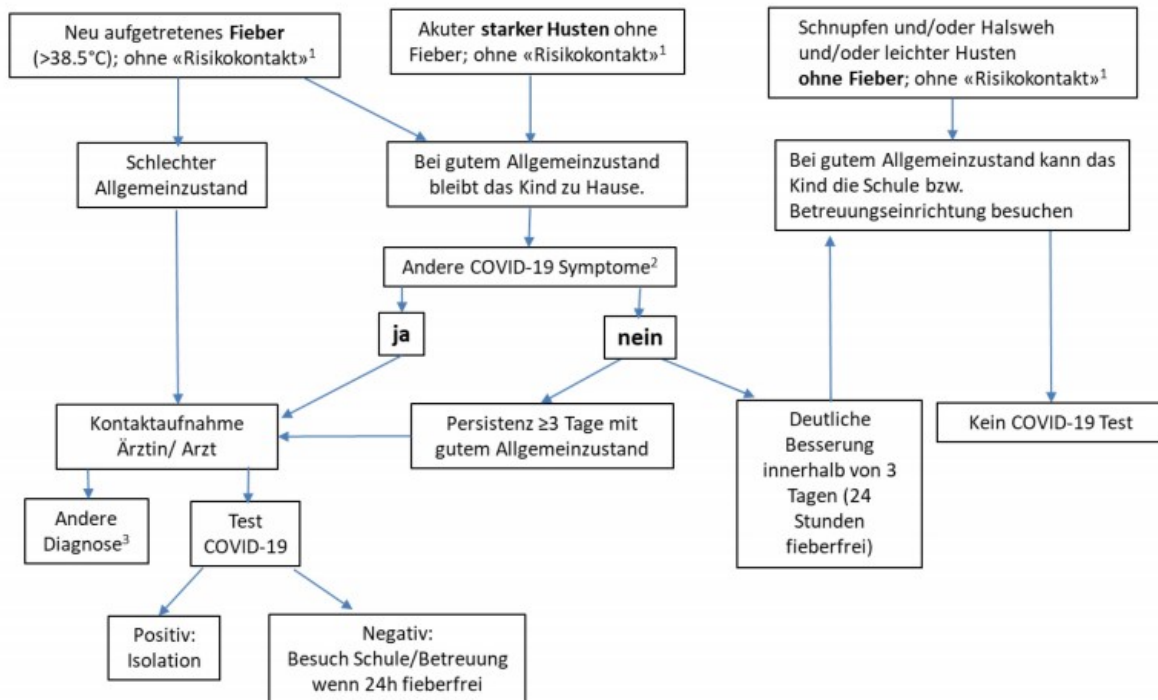 Neu aufgetretenes Fieber
(>38.5°C); ohne «Risikokontakt»¹
Akuter starker Husten ohne
Fieber; ohne «Risikokontakt»¹
Schnupfen und/oder Halsweh
und/oder leichter Husten
ohne Fieber; ohne «Risikokontakt»¹
Schlechter
Allgemeinzustand
Bei gutem Allgemeinzustand
bleibt das Kind zu Hause.
Bei gutem Allgemeinzustand kann das
Kind die Schule bzw.
Betreuungseinrichtung besuchen
Andere COVID-19 Symptome²
ja
nein
Kontaktaufnahme
Ärztin/ Arzt
Persistenz ≥3 Tage mit
gutem Allgemeinzustand
Deutliche
Besserung
innerhalb von 3
Tagen (24
Stunden
fieberfrei)
Kein COVID-19 Test
Andere
Diagnose³
Test
COVID-19
Positiv:
Isolation
Negativ:
Besuch Schule/Betreuung
wenn 24h fieberfrei